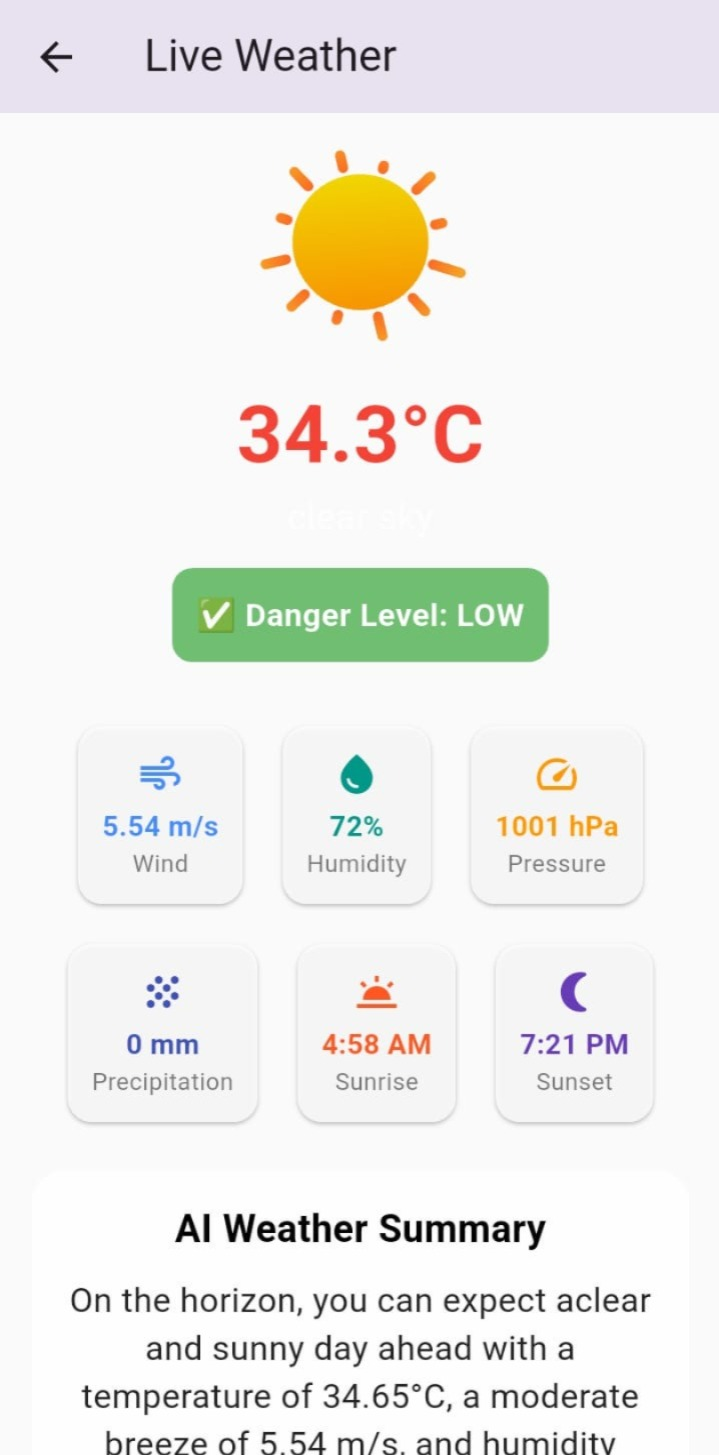 Live Weather
34.3°C
clear sky
✅ Danger Level: LOW
5.54 m/s
Wind
72%
Humidity
1001 hPa
Pressure
0 mm
Precipitation
4:58 AM
Sunrise
7:21 PM
Sunset
AI Weather Summary
On the horizon, you can expect aclear
and sunny day ahead with a
temperature of 34.65°C, a moderate
breeze of 5.54 m/s, and humidity